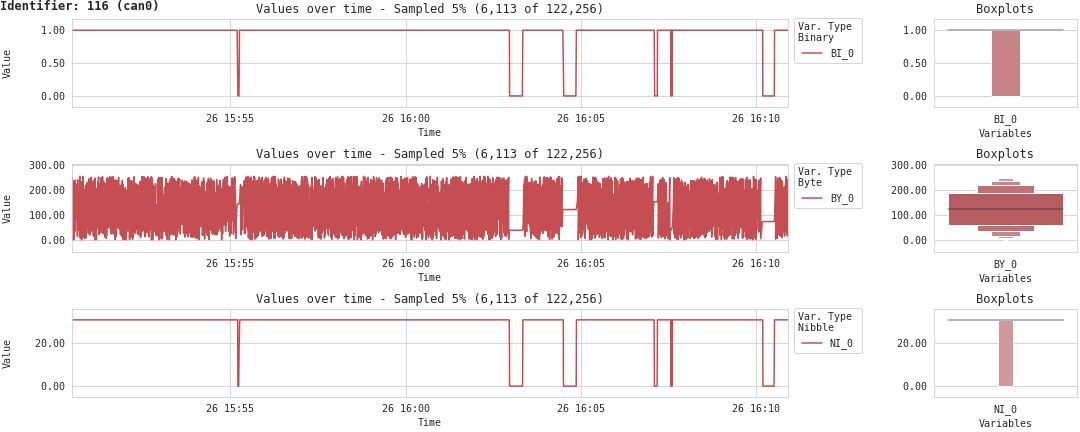 Identifier: 116 (can0)
Values over time - Sampled 5% (6,113 of 122,256)
Boxplots
Value
1.00
0.50
0.00
26 15:55
26 16:00
26 16:05
26 16:10
Time
Var. Type
Binary
BI_0
1.00
0.50
0.00
BI_0
Variables
Values over time - Sampled 5% (6,113 of 122,256)
Boxplots
Value
300.00
200.00
100.00
0.00
26 15:55
26 16:00
26 16:05
26 16:10
Time
Var. Type
Byte
BY_0
300.00
200.00
100.00
0.00
BY_0
Variables
Values over time - Sampled 5% (6,113 of 122,256)
Boxplots
Value
20.00
0.00
26 15:55
26 16:00
26 16:05
26 16:10
Time
Var. Type
Nibble
NI_0
20.00
0.00
NI_0
Variables